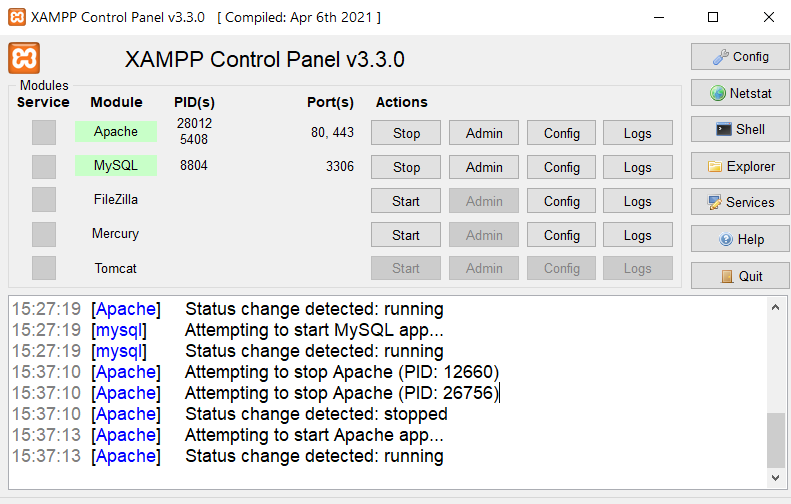 XAMPP Control Panel v3.3.0 [ Compiled: Apr 6th 2021 ]
XAMPP Control Panel v3.3.0
Config
Modules
Service Module PID(s) Port(s) Actions
Netstat
Apache 28012 5408 80, 443 Stop Admin Config Logs
Shell
MySQL 8804 3306 Stop Admin Config Logs
Explorer
FileZilla Start Admin Config Logs
Services
Mercury Start Admin Config Logs
Help
Tomcat Start Admin Config Logs
Quit
15:27:19 [Apache] Status change detected: running
15:27:19 [mysql] Attempting to start MySQL app...
15:27:19 [mysql] Status change detected: running
15:37:10 [Apache] Attempting to stop Apache (PID: 12660)
15:37:10 [Apache] Attempting to stop Apache (PID: 26756)
15:37:10 [Apache] Status change detected: stopped
15:37:13 [Apache] Attempting to start Apache app...
15:37:13 [Apache] Status change detected: running